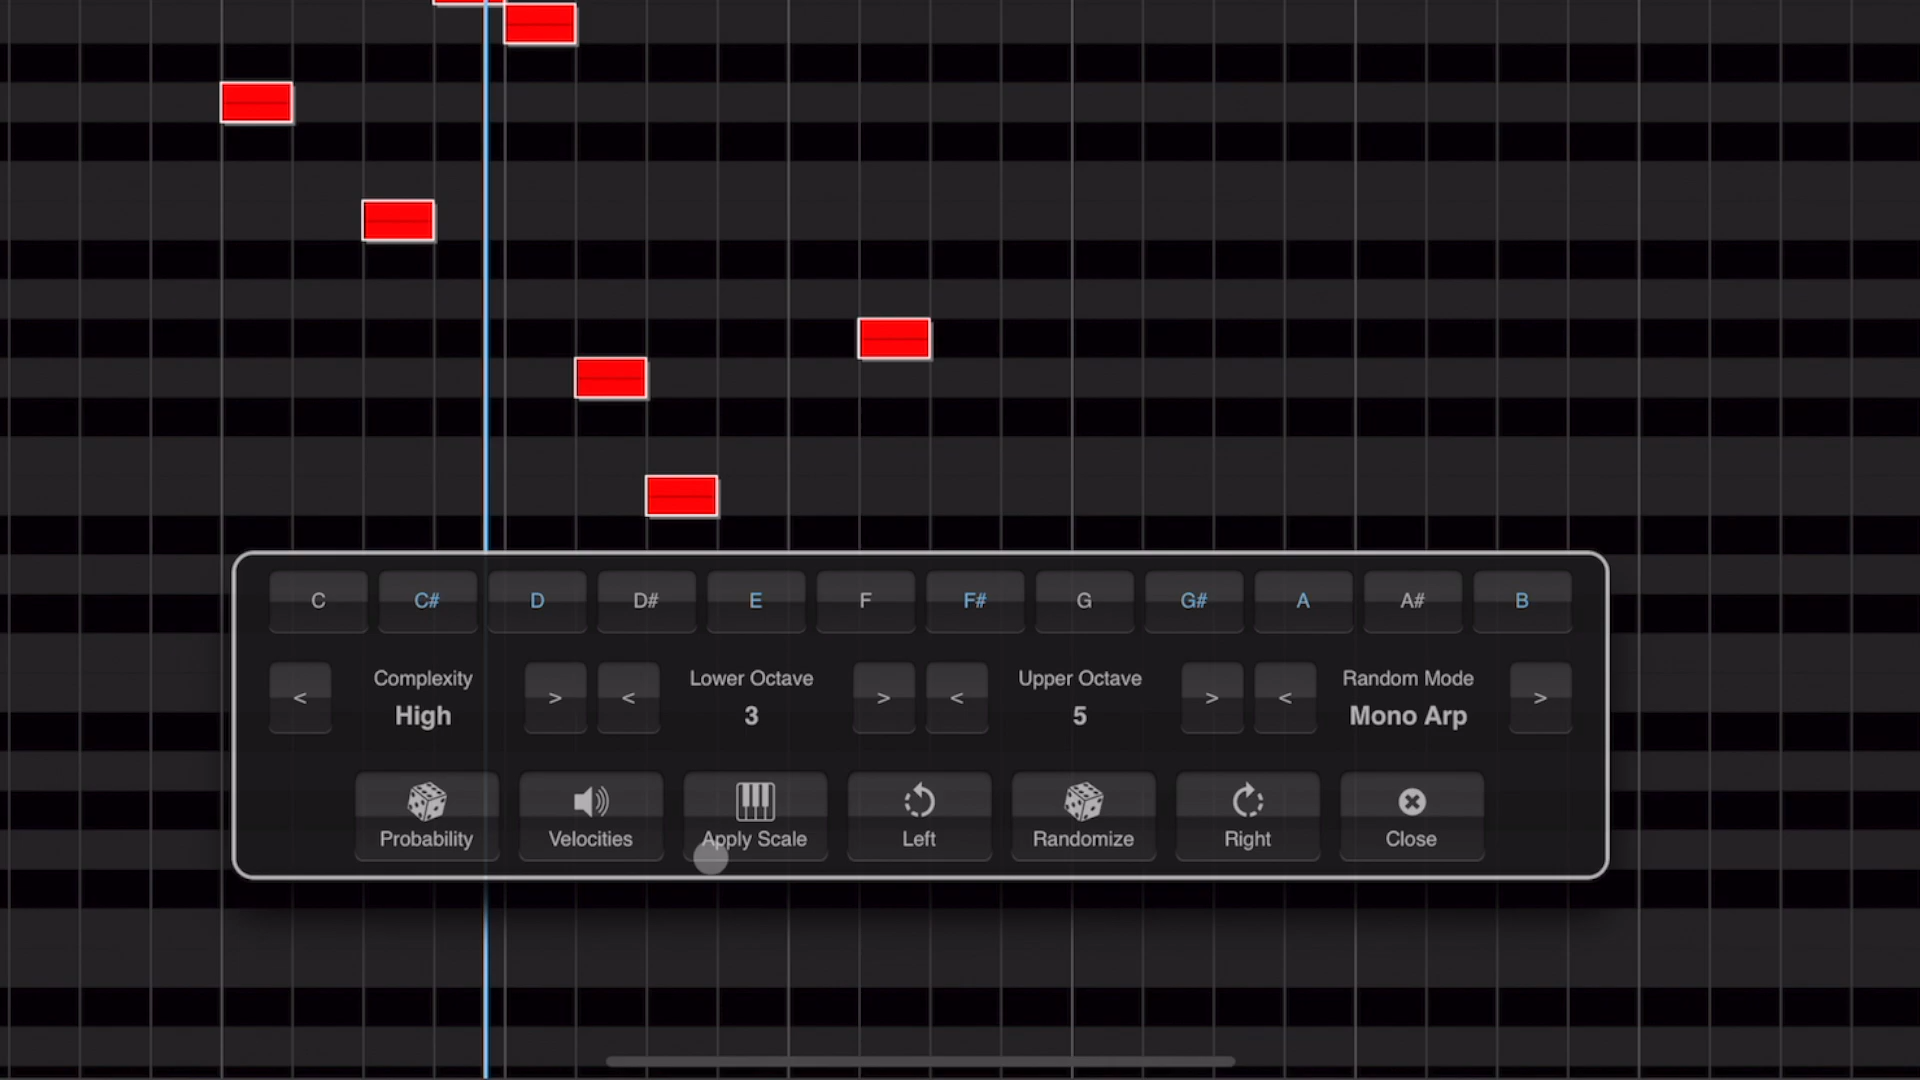 C C# D D# E F F# G G# A A# B
< Complexity > < Lower Octave > < Upper Octave > < Random Mode >
High 3 5 Mono Arp
Probability Velocities Apply Scale Left Randomize Right Close